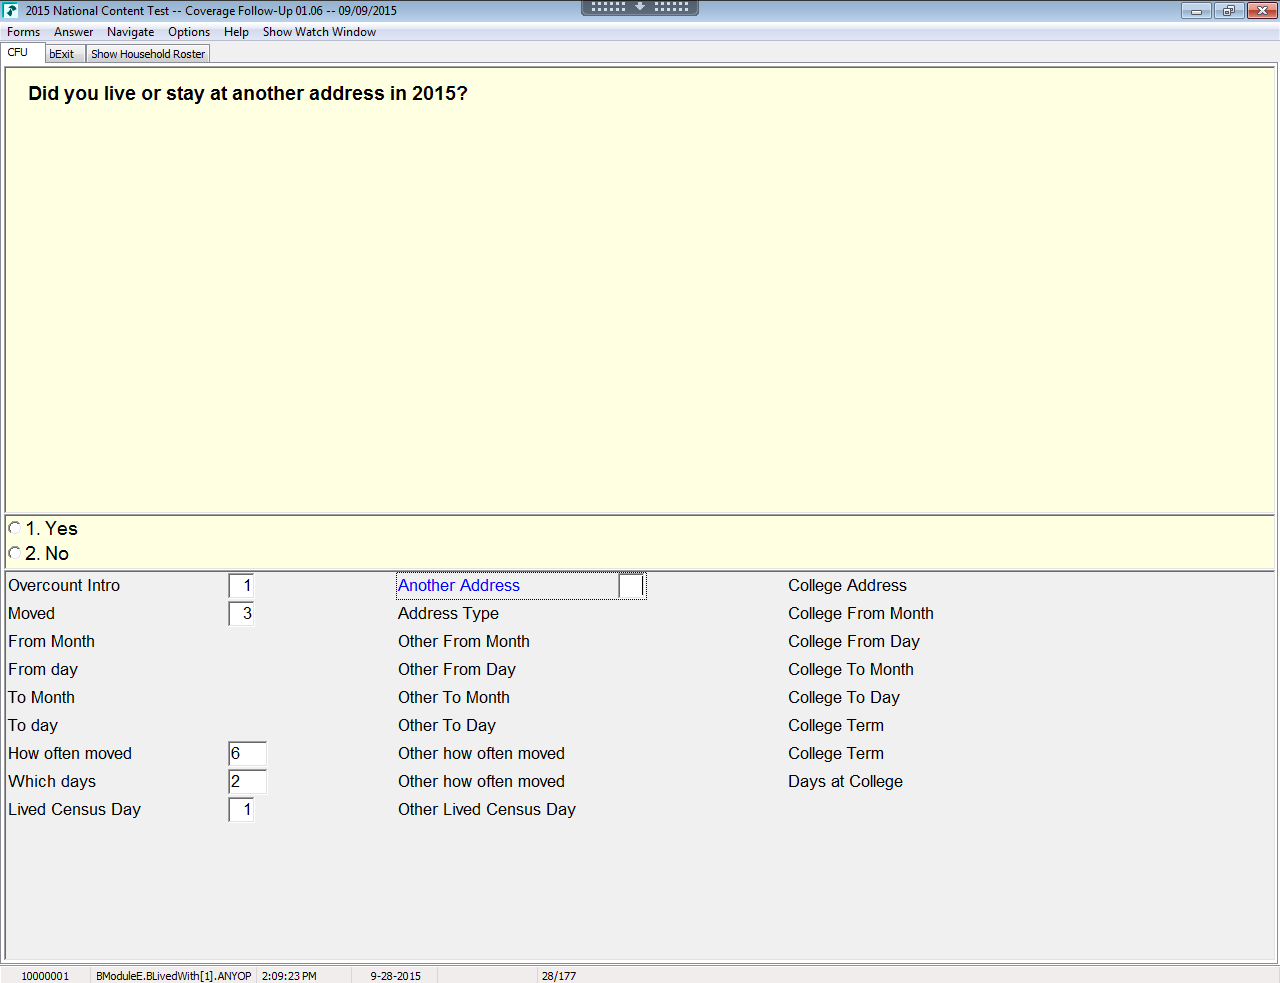 2015 National Content Test -- Coverage Follow-Up 01.06 -- 09/09/2015
Forms Answer Navigate Options Help Show Watch Window
CFU bExit Show Household Roster
Did you live or stay at another address in 2015?
1. Yes
2. No
Overcount Intro 1 Another Address College Address
Moved 3 Address Type College From Month
From Month Other From Month College From Day
From day Other From Day College To Month
To Month Other To Month College To Day
To day Other To Day College Term
How often moved 6 Other how often moved College Term
Which days 2 Other how often moved Days at College
Lived Census Day 1 Other Lived Census Day
10000001 BModuleE.BLivedWith[1].ANYOP 2:09:23 PM 9-28-2015 28/177